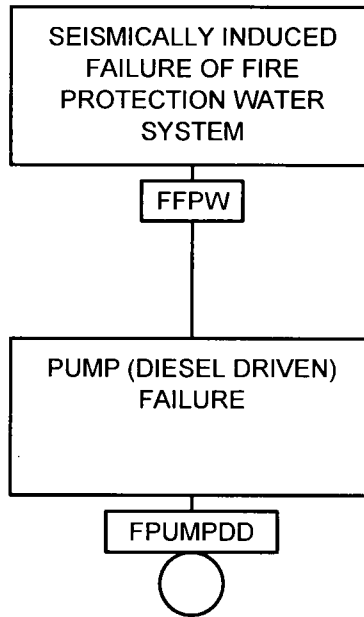 SEISMICALLY INDUCED
FAILURE OF FIRE
PROTECTION WATER
SYSTEM
FFPW
PUMP (DIESEL DRIVEN)
FAILURE
FPUMPDD